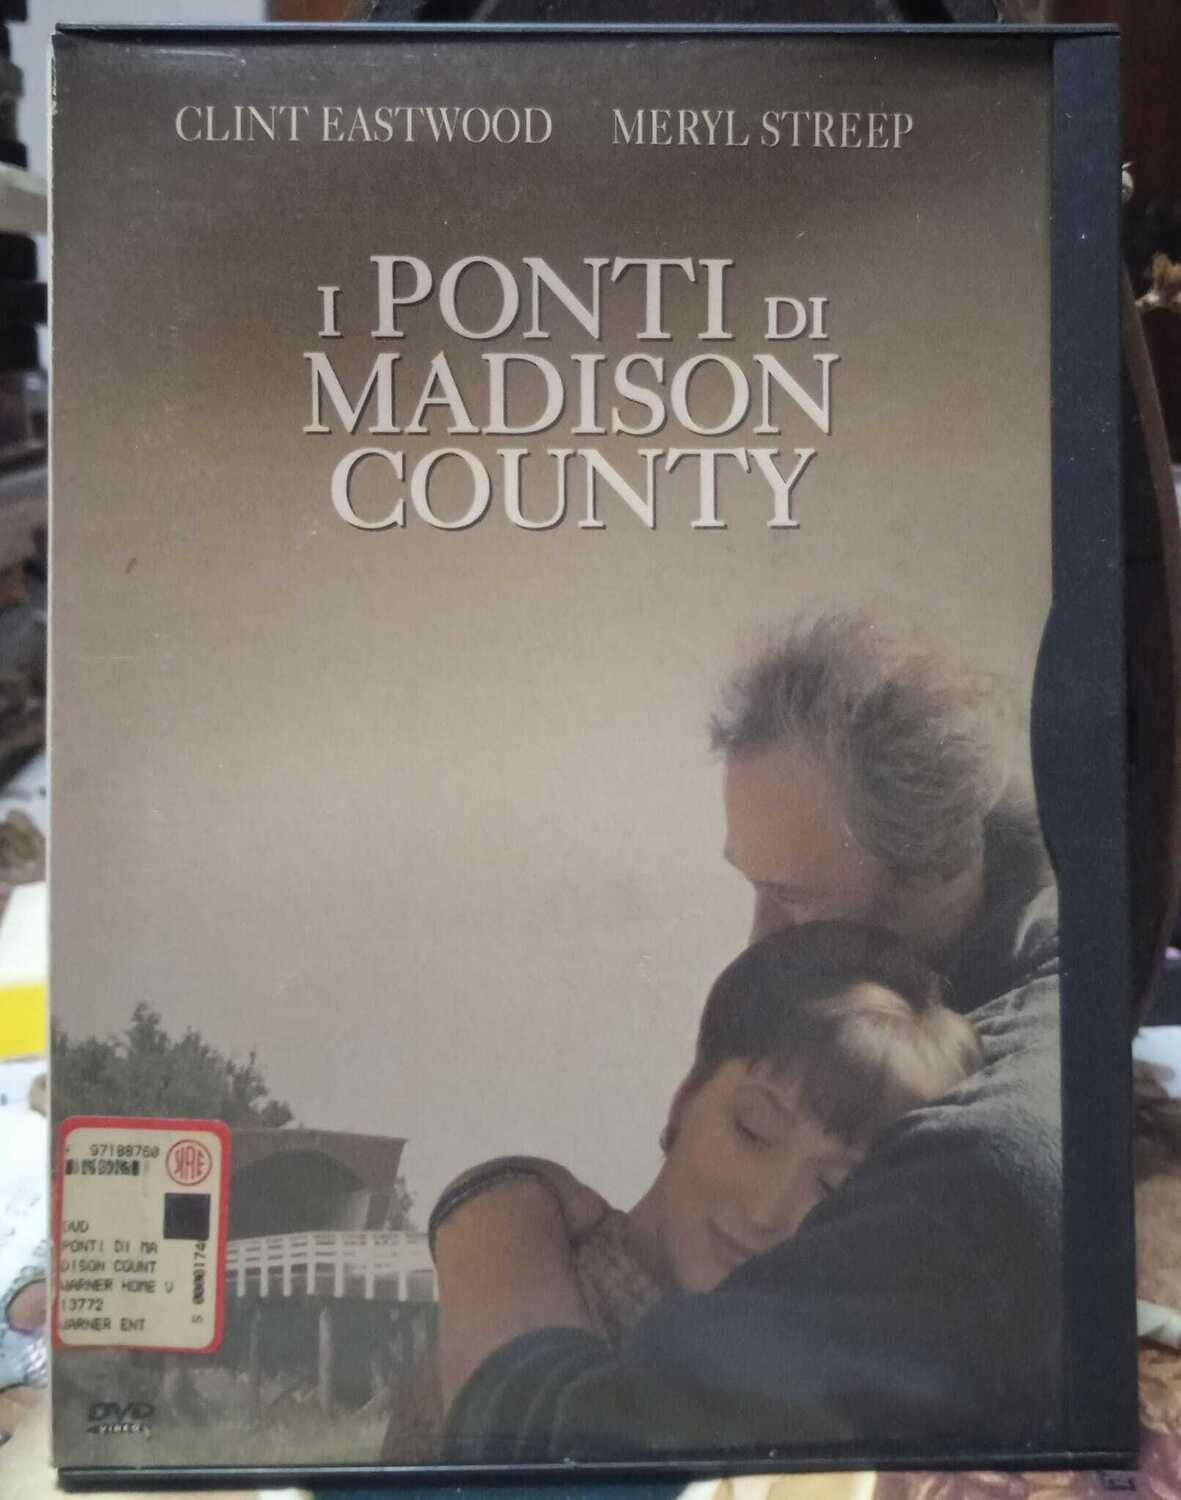 CLINT EASTWOOD MERYL STREEP
I PONTI DI
MADISON
COUNTY
97188760
DVD
PONTI DI MA
DISON COUNT
WARNER HOME V
13772
WARNER ENT
DVD
VIDEO